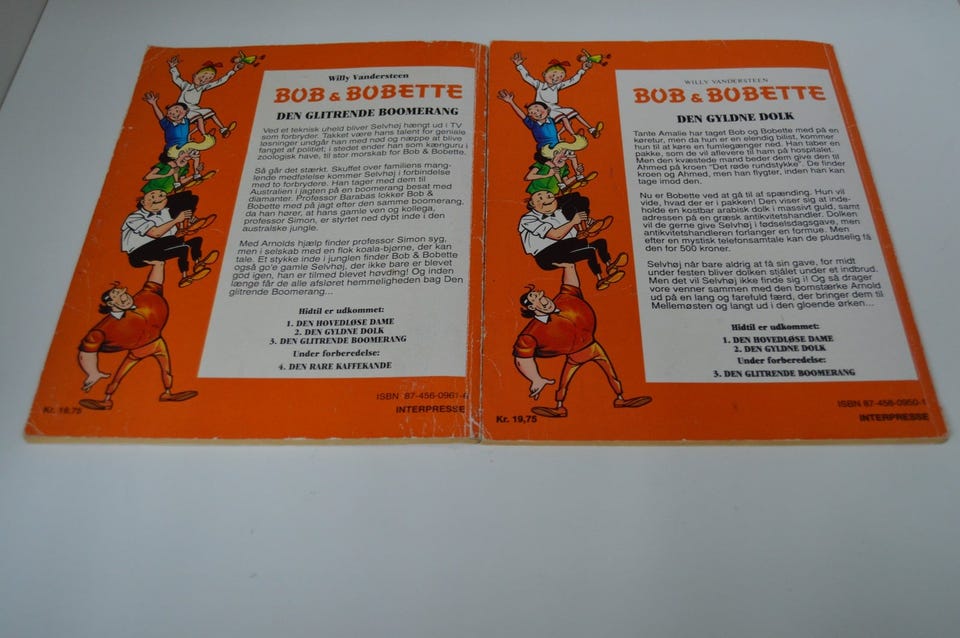 Willy Vandersteen
BOB & BOBETTE
DEN GLITRENDE BOOMERANG
Ved et teknisk uheld bliver Selvhøj hængt ud i TV
som forbryder. Takket være hans talent for geniale
løsninger undgår han med nød og næppe at blive
fanget af politiet; i stedet ender han som kænguru i
zoologisk have, til stor morskab for Bob & Bobette.
Så går det stærkt. Skuffet over familiens mang-
lende medfølelse kommer Selvhøj i forbindelse
med to forbrydere. Han tager med dem til
Australien i jagten på en boomerang besat med
diamanter. Professor Barabas lokker Bob &
Bobette med på jagt efter den samme boomerang,
da han hører, at hans gamle ven og kollega,
professor Simon, er styrtet ned dybt inde i den
australske jungle.
Med Arnolds hjælp finder professor Simon syg,
men i selskab med en flok koala-bjørne, der kan
tale. Et stykke inde i junglen finder Bob & Bobette
også go'e gamle Selvhøj, der ikke bare er blevet
god igen, han er tilmed blevet høvding! Og inden
længe får de alle afsløret hemmeligheden bag Den
glitrende Boomerang...
Hidtil er udkommet:
1. DEN HOVEDLØSE DAME
2. DEN GYLDNE DOLK
3. DEN GLITRENDE BOOMERANG
Under forberedelse:
4. DEN RARE KAFFEKANDE
Kr. 19,75
ISBN 87-456-0961-
INTERPRESSE
WILLY VANDERSTEEN
BOB & BOBETTE
DEN GYLDNE DOLK
Tante Amalie har taget Bob og Bobette med på en
køretur, men da hun er en elendig bilist, kommer
hun til at køre en fumlegænger ned. Han taber en
pakke, som de vil aflevere til ham på hospitalet.
Men den kvæstede mand beder dem give den til
Ahmed på kroen "Det røde rundstykke". De finder
kroen og Ahmed, men han flygter, inden han kan
tage imod den.
Nu er Bobette ved at gå til af spænding. Hun vil
vide, hvad der er i pakken! Den viser sig at inde-
holde en kostbar arabisk dolk i massivt guld, samt
adressen på en græsk antikvitetshandler. Dolken
vil de gerne give Selvhøj i fødselsdagsgave, men
antikvitetshandleren forlanger en formue. Men
efter en mystisk telefonsamtale kan de pludselig få
den for 500 kroner.
Selvhøj når bare aldrig at få sin gave, for midt
under festen bliver dolken stjålet under et indbrud.
Men det vil Selvhøj ikke finde sig i! Og så drager
vore venner sammen med den bomstærke Arnold
ud på en lang og farefuld færd, der bringer dem til
Mellemøsten og langt ud i den gloende ørken...
Hidtil er udkommet:
1. DEN HOVEDLØSE DAME
2. DEN GYLDNE DOLK
Under forberedelse:
3. DEN GLITRENDE BOOMERANG
Kr. 19,75
ISBN 87-456-0950-1
INTERPRESSE